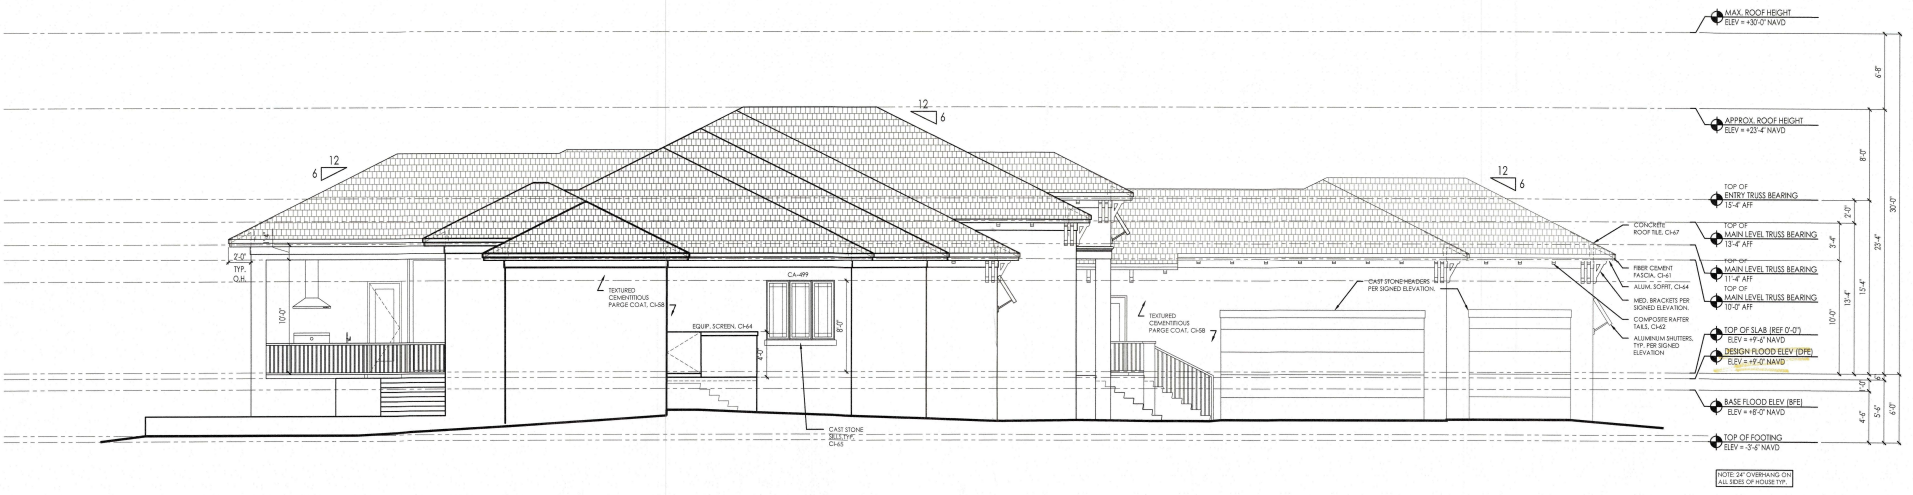 MAX. ROOF HEIGHT
ELEV = +30'-0" NAVD
6'-8"
12
6
APPROX. ROOF HEIGHT
ELEV = +23'-4" NAVD
12
6
8'-0"
12
6
TOP OF
ENTRY TRUSS BEARING
15'-4" AFF
2'-0"
30'-0"
CONCRETE
ROOF TILE, CI-67
TOP OF
MAIN LEVEL TRUSS BEARING
13'-4" AFF
3'-4"
23'-4"
2'-0"
TYP.
O.H.
TOP OF
MAIN LEVEL TRUSS BEARING
11'-4" AFF
FIBER CEMENT
FASCIA, CI-61
ALUM. SOFFIT, CI-64
CA-499
TEXTURED
CEMENTITIOUS
PARGE COAT, CI-58
CAST STONE HEADERS
PER SIGNED ELEVATION.
TOP OF
MAIN LEVEL TRUSS BEARING
10'-0" AFF
MED. BRACKETS PER
SIGNED ELEVATION.
15'-4"
13'-4"
10'-0"
10'-0"
8'-0"
TEXTURED
CEMENTITIOUS
PARGE COAT, CI-58
COMPOSITE RAFTER
TAILS, CI-62
EQUIP. SCREEN, CI-64
4'-0"
ALUMINUM SHUTTERS,
TYP. PER SIGNED
ELEVATION
TOP OF SLAB (REF 0'-0")
ELEV = +9'-6" NAVD
DESIGN FLOOD ELEV (DFE)
ELEV = +9'-0" NAVD
6"
1'-0"
BASE FLOOD ELEV (BFE)
ELEV = +8'-0" NAVD
4'-6"
5'-6"
6'-0"
CAST STONE
SILLS, TYP.
CI-65
TOP OF FOOTING
ELEV = -3'-6" NAVD
NOTE: 24" OVERHANG ON
ALL SIDES OF HOUSE TYP.